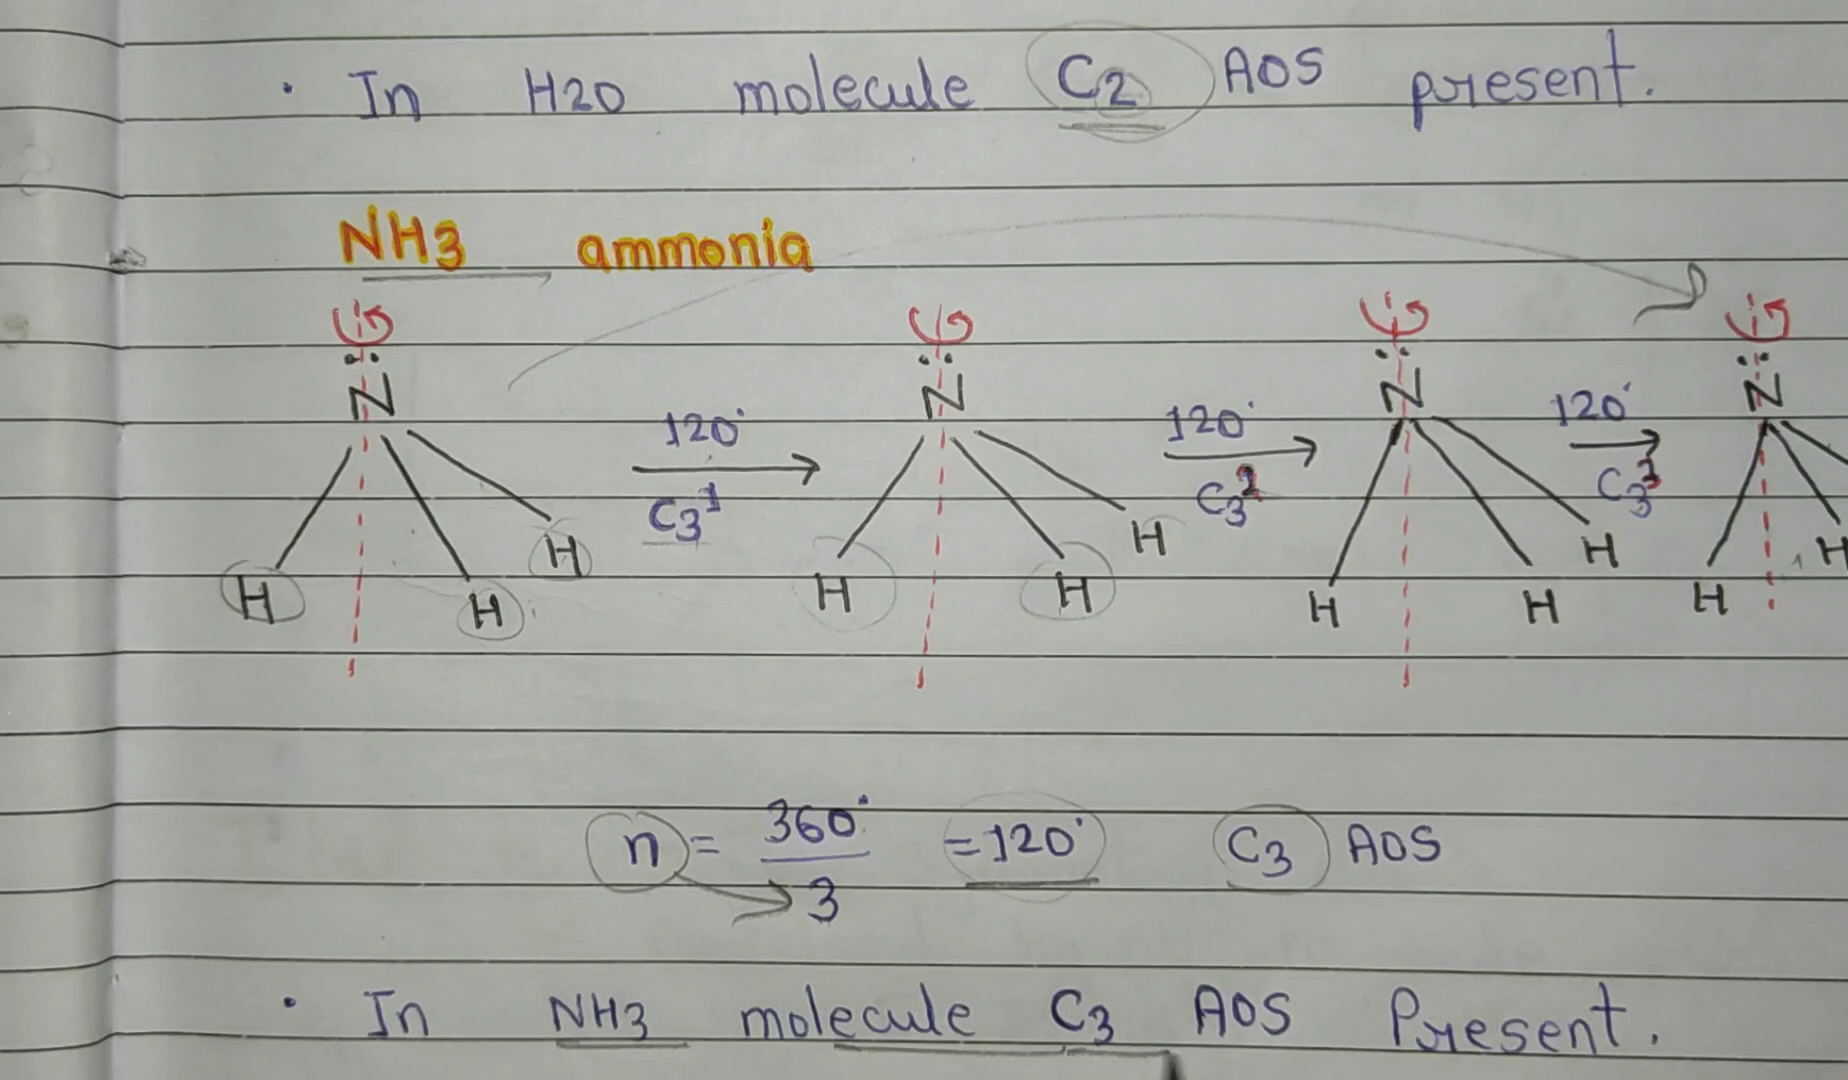 • In H2O molecule C2 AOS present.
NH3 ammonia
N N N N
120° 120° 120°
C3¹ C3² C3³
H H H H H H H H H H H
n = 360° / 3 = 120° C3 AOS
• In NH3 molecule C3 AOS Present.